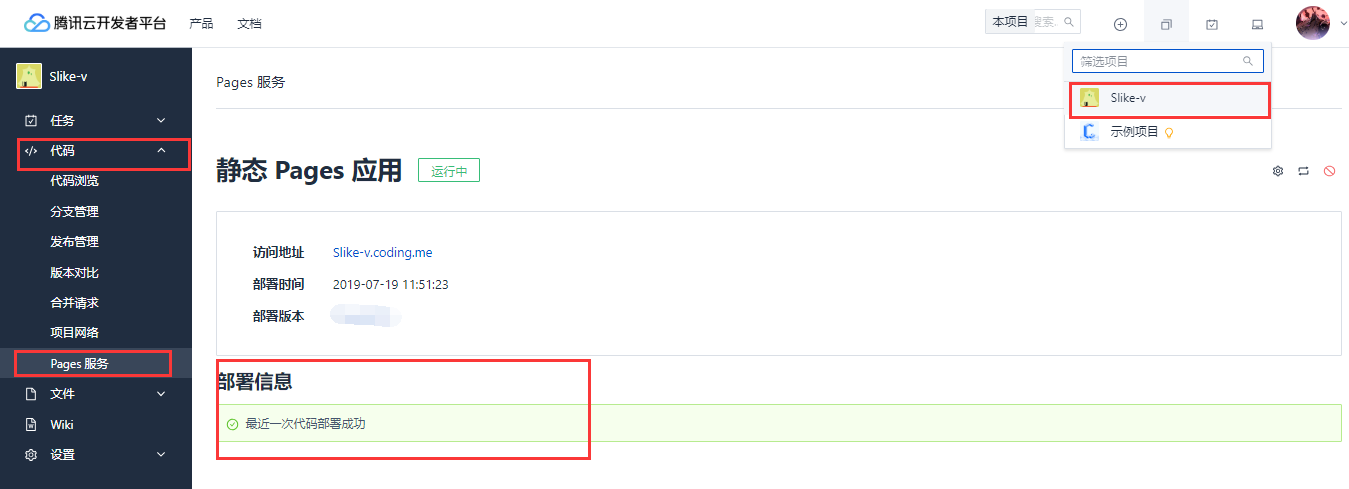 腾讯云开发者平台 产品 文档 本项目 搜索.
筛选项目
Slike-v
示例项目
Slike-v
任务
代码
代码浏览
分支管理
发布管理
版本对比
合并请求
项目网络
Pages 服务
文件
Wiki
设置
Pages 服务
静态 Pages 应用 运行中
访问地址 Slike-v.coding.me
部署时间 2019-07-19 11:51:23
部署版本
部署信息
最近一次代码部署成功